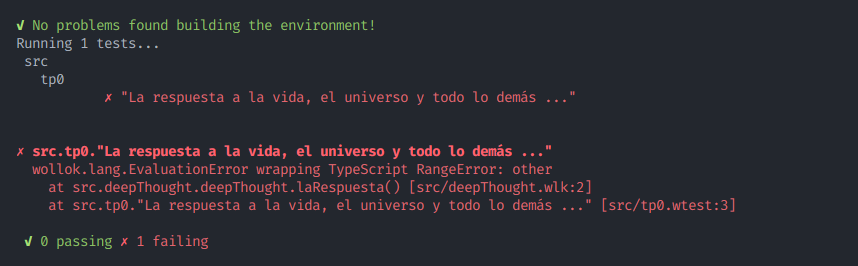 ✓ No problems found building the environment!
Running 1 tests...
src
tp0
✗ "La respuesta a la vida, el universo y todo lo demás ..."
✗ src.tp0."La respuesta a la vida, el universo y todo lo demás ..."
wollok.lang.EvaluationError wrapping TypeScript RangeError: other
at src.deepThought.deepThought.laRespuesta() [src/deepThought.wlk:2]
at src.tp0."La respuesta a la vida, el universo y todo lo demás ..." [src/tp0.wtest:3]
✓ 0 passing ✗ 1 failing